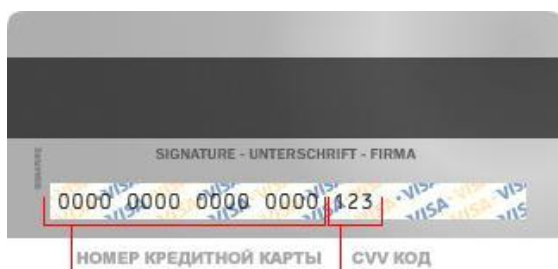 SIGNATURE - UNTERSCHRIFT - FIRMA
0000 0000 0000 0000 123
НОМЕР КРЕДИТНОЙ КАРТЫ CVV КОД